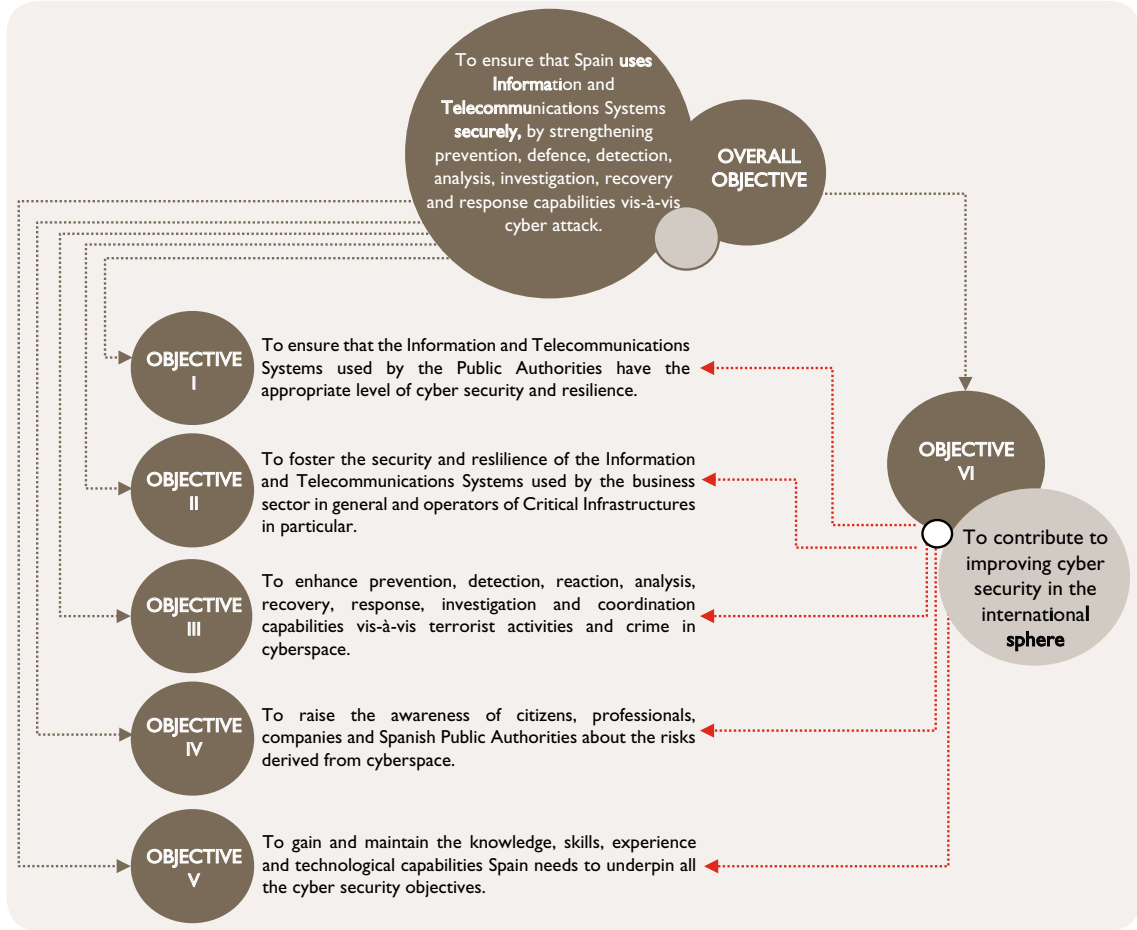 To ensure that Spain uses
Information and
Telecommunications Systems
securely, by strengthening
prevention, defence, detection,
analysis, investigation, recovery
and response capabilities vis-à-vis
cyber attack.
OVERALL
OBJECTIVE
OBJECTIVE
I
To ensure that the Information and Telecommunications
Systems used by the Public Authorities have the
appropriate level of cyber security and resilience.
OBJECTIVE
II
To foster the security and reslilience of the Information
and Telecommunications Systems used by the business
sector in general and operators of Critical Infrastructures
in particular.
OBJECTIVE
III
To enhance prevention, detection, reaction, analysis,
recovery, response, investigation and coordination
capabilities vis-à-vis terrorist activities and crime in
cyberspace.
OBJECTIVE
IV
To raise the awareness of citizens, professionals,
companies and Spanish Public Authorities about the risks
derived from cyberspace.
OBJECTIVE
V
To gain and maintain the knowledge, skills, experience
and technological capabilities Spain needs to underpin all
the cyber security objectives.
OBJECTIVE
VI
To contribute to
improving cyber
security in the
international
sphere